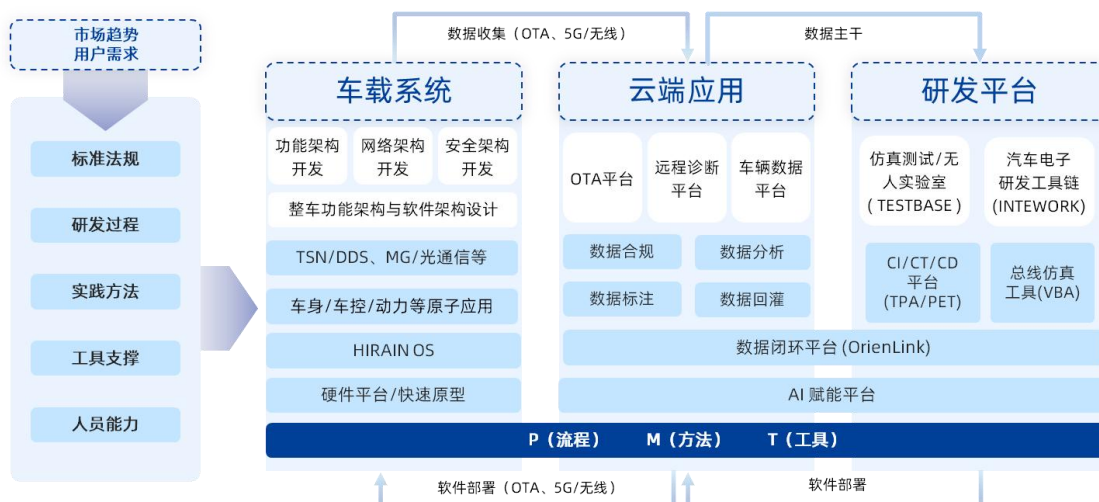 市场趋势
用户需求
标准法规
研发过程
实践方法
工具支撑
人员能力
数据收集（OTA、5G/无线）
数据主干
车载系统
功能架构
开发
网络架构
开发
安全架构
开发
整车功能架构与软件架构设计
TSN/DDS、MG/光通信等
车身/车控/动力等原子应用
HIRAIN OS
硬件平台/快速原型
云端应用
OTA平台
远程诊断
平台
车辆数据
平台
数据合规
数据分析
数据标注
数据回灌
研发平台
仿真测试/无
人实验室
( TESTBASE )
汽车电子
研发工具链
(INTEWORK)
CI/CT/CD
平台
(TPA/PET)
总线仿真
工具(VBA)
数据闭环平台 (OrienLink)
AI 赋能平台
P（流程） M（方法） T（工具）
软件部署（OTA、5G/无线）
软件部署